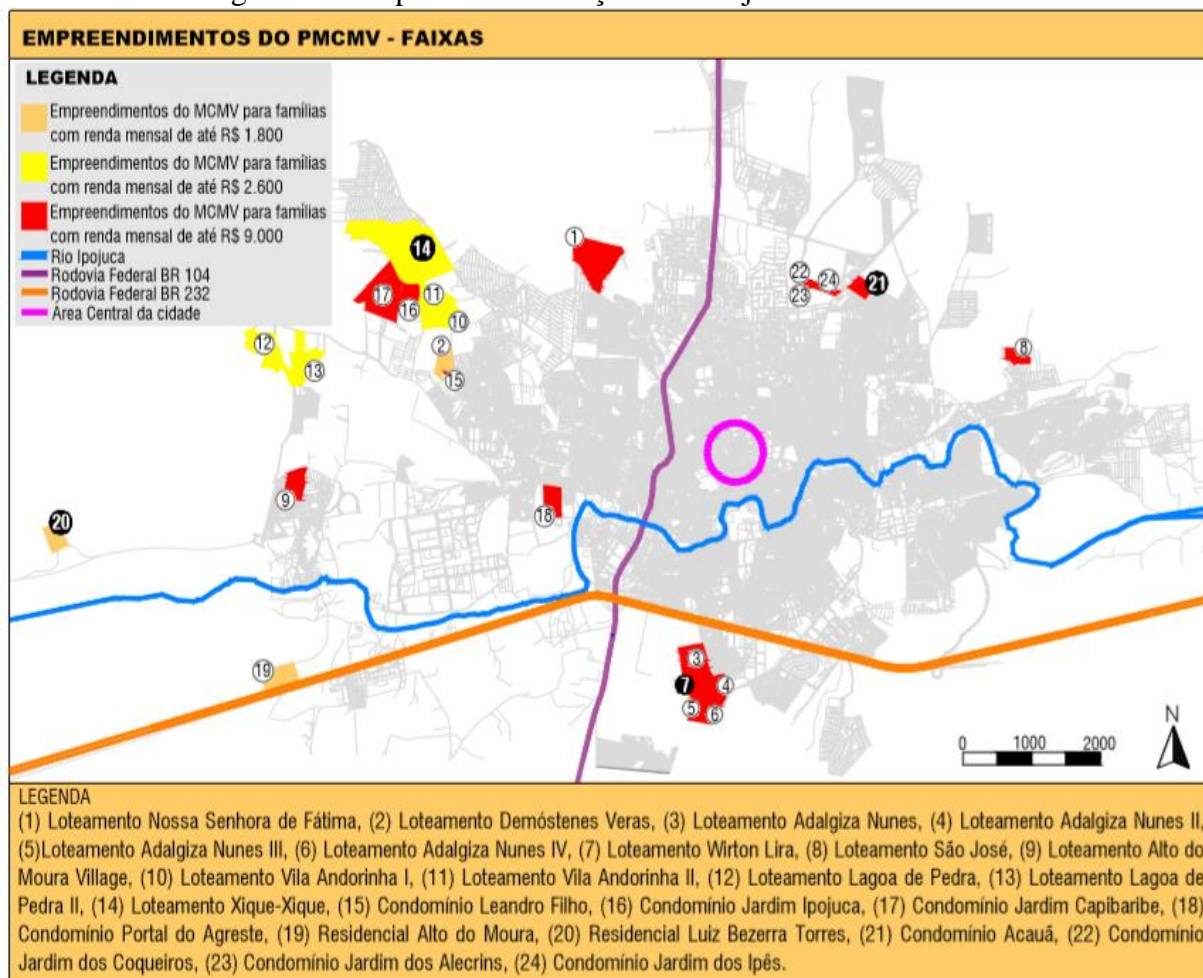 EMPREENDIMENTOS DO PMCMV - FAIXAS
LEGENDA
Empreendimentos do MCMV para famílias
com renda mensal de até R$ 1.800
Empreendimentos do MCMV para famílias
com renda mensal de até R$ 2.600
Empreendimentos do MCMV para famílias
com renda mensal de até R$ 9.000
Rio Ipojuca
Rodovia Federal BR 104
Rodovia Federal BR 232
Área Central da cidade
1
14
22
24
21
23
17
11
16
10
12
2
8
13
15
9
18
20
19
3
7
4
5
6
N
0 1000 2000
LEGENDA
(1) Loteamento Nossa Senhora de Fátima, (2) Loteamento Demóstenes Veras, (3) Loteamento Adalgiza Nunes, (4) Loteamento Adalgiza Nunes II,
(5)Loteamento Adalgiza Nunes III, (6) Loteamento Adalgiza Nunes IV, (7) Loteamento Wirton Lira, (8) Loteamento São José, (9) Loteamento Alto do
Moura Village, (10) Loteamento Vila Andorinha I, (11) Loteamento Vila Andorinha II, (12) Loteamento Lagoa de Pedra, (13) Loteamento Lagoa de
Pedra II, (14) Loteamento Xique-Xique, (15) Condomínio Leandro Filho, (16) Condomínio Jardim Ipojuca, (17) Condomínio Jardim Capibaribe, (18)
Condomínio Portal do Agreste, (19) Residencial Alto do Moura, (20) Residencial Luiz Bezerra Torres, (21) Condomínio Acauã, (22) Condomínio
Jardim dos Coqueiros, (23) Condomínio Jardim dos Alecrins, (24) Condomínio Jardim dos Ipês.